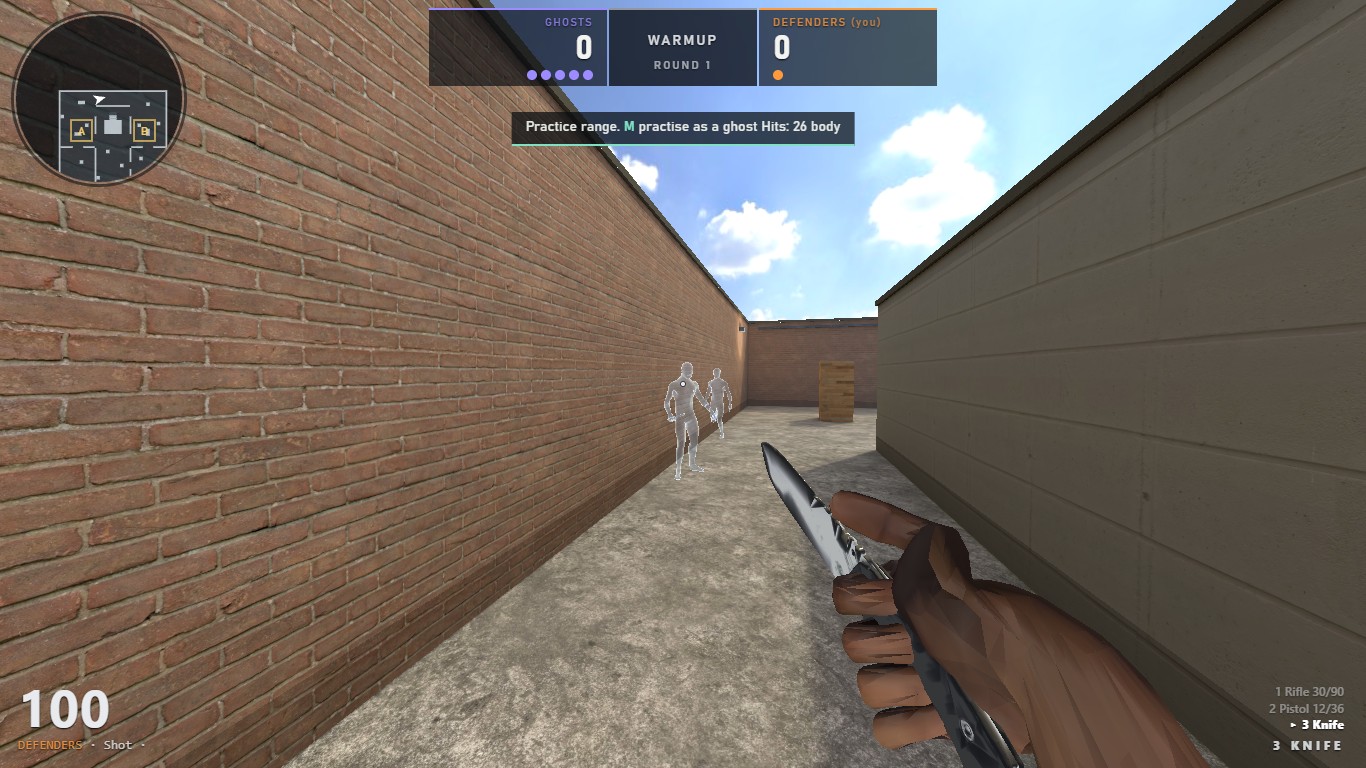 GHOSTS
0
WARMUP
ROUND 1
DEFENDERS (you)
0
Practice range. M practise as a ghost Hits: 26 body
A
B
100
DEFENDERS · Shot ·
1 Rifle 30/90
2 Pistol 12/36
▸ 3 Knife
3 KNIFE